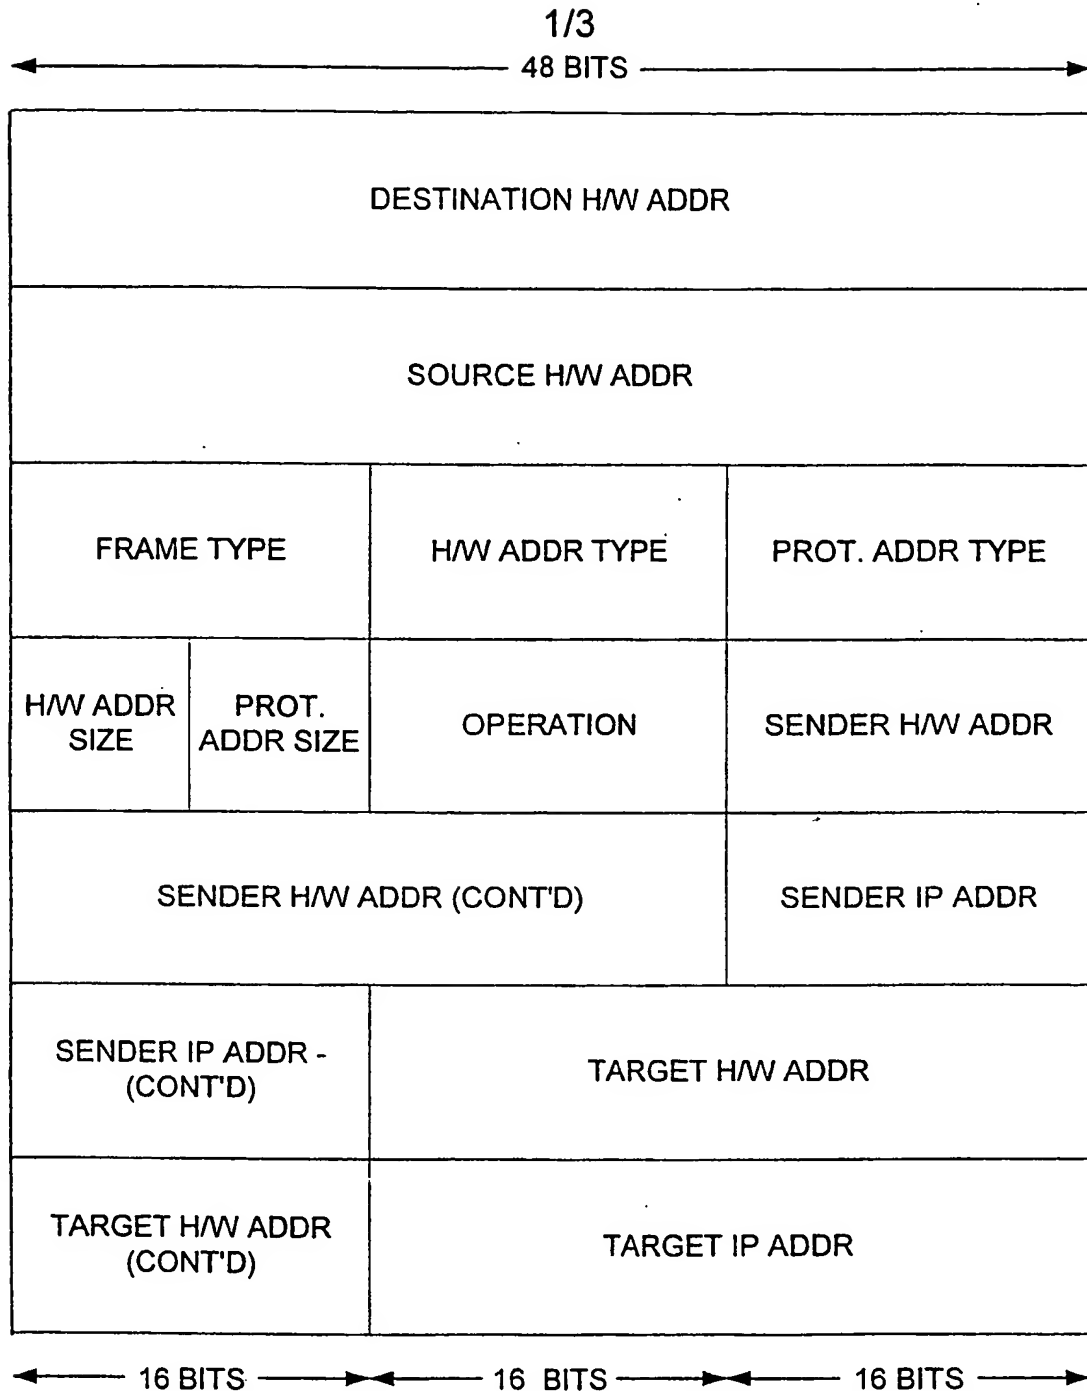 1/3
48 BITS
DESTINATION H/W ADDR
SOURCE H/W ADDR
FRAME TYPE
H/W ADDR TYPE
PROT. ADDR TYPE
H/W ADDR
SIZE
PROT.
ADDR SIZE
OPERATION
SENDER H/W ADDR
SENDER H/W ADDR (CONT'D)
SENDER IP ADDR
SENDER IP ADDR -
(CONT'D)
TARGET H/W ADDR
TARGET H/W ADDR
(CONT'D)
TARGET IP ADDR
16 BITS
16 BITS
16 BITS